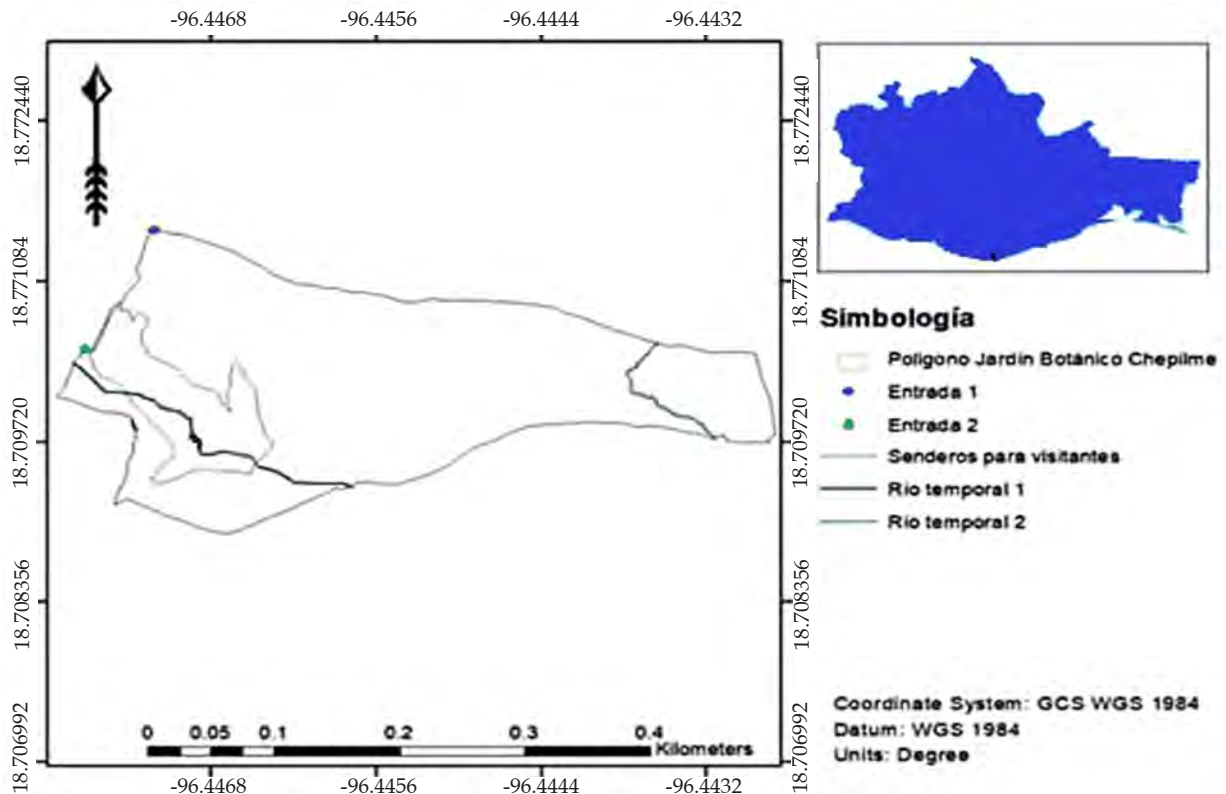 -96.4468 -96.4456 -96.4444 -96.4432
18.772440
18.771084
18.709720
18.708356
18.706992
18.772440
18.771084
18.709720
18.708356
18.706992
0 0.05 0.1 0.2 0.3 0.4
Kilometers
-96.4468 -96.4456 -96.4444 -96.4432
Simbología
Polígono Jardín Botánico Chepilme
Entrada 1
Entrada 2
Senderos para visitantes
Río temporal 1
Río temporal 2
Coordinate System: GCS WGS 1984
Datum: WGS 1984
Units: Degree